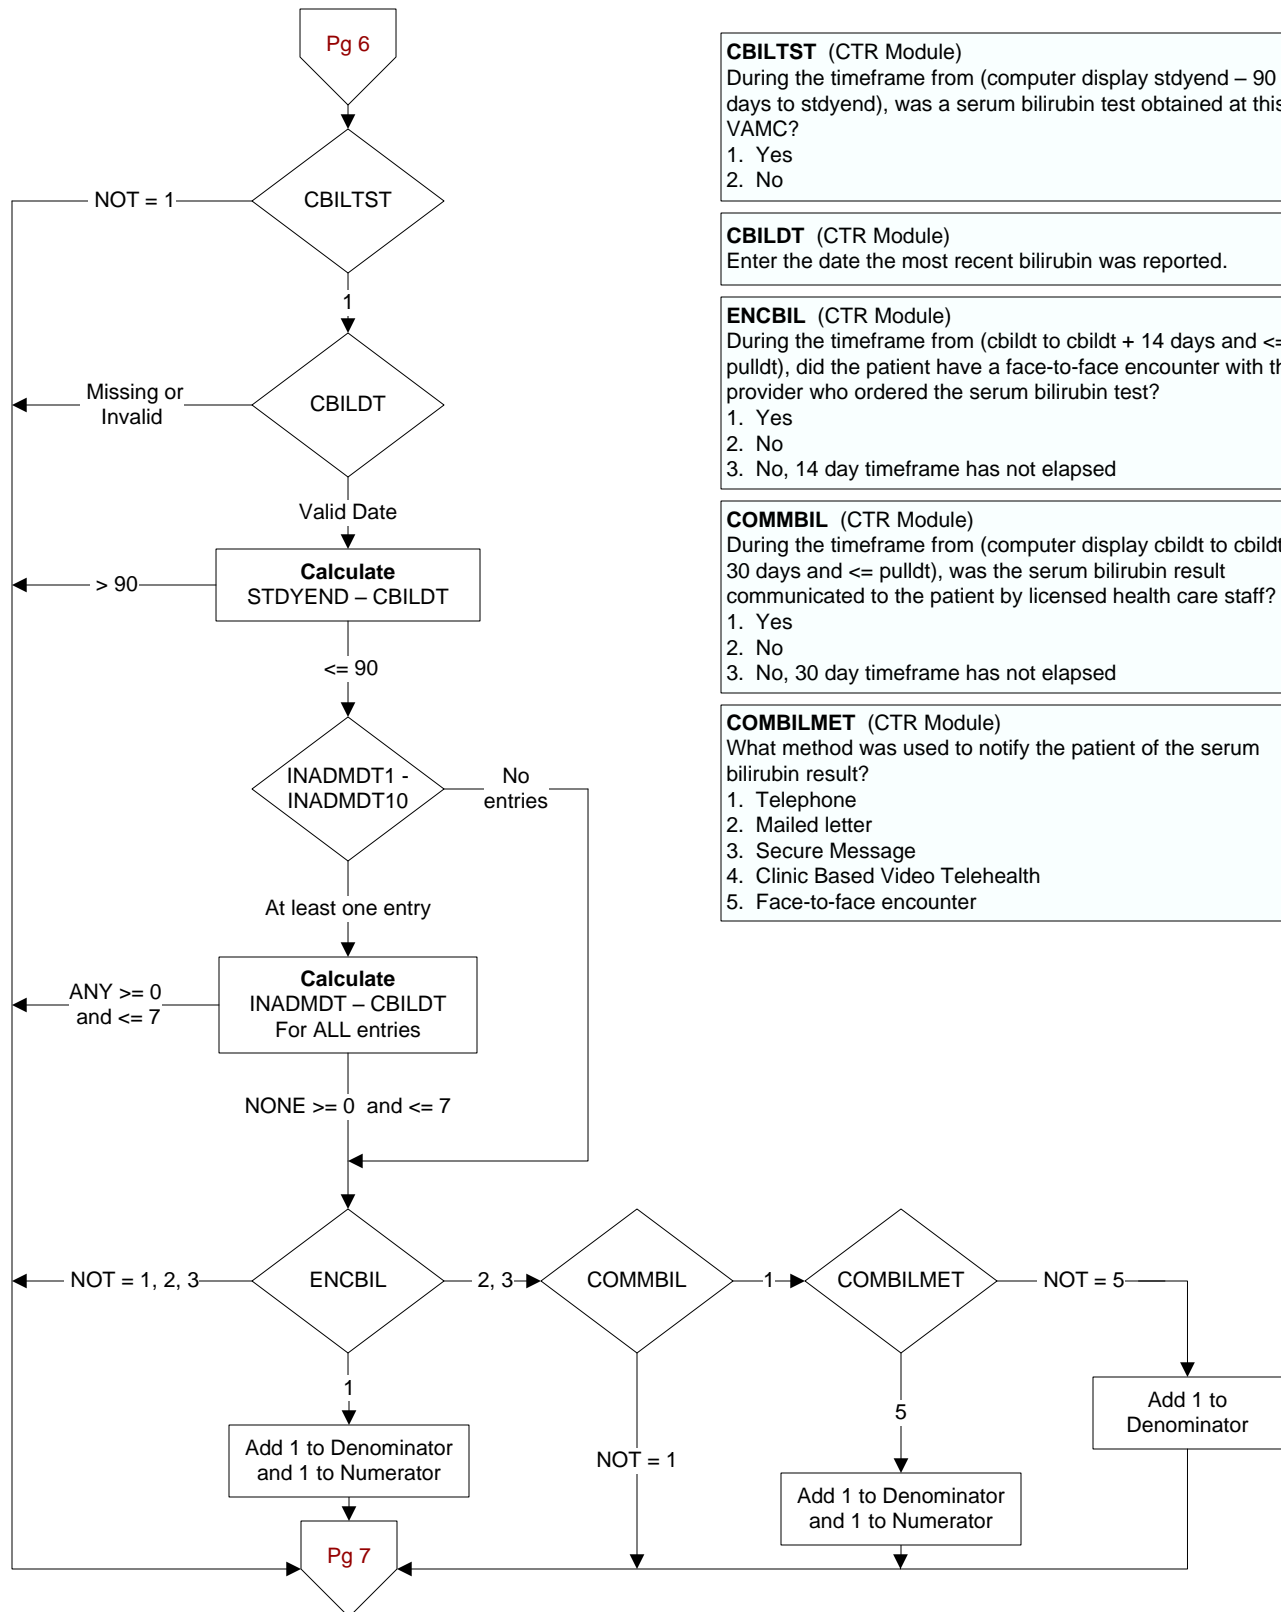 Pg 6
CBILTST
NOT = 1
1
CBILDT
Missing or
Invalid
Valid Date
Calculate
STDYEND – CBILDT
> 90
<= 90
INADMDT1 -
INADMDT10
No
entries
At least one entry
Calculate
INADMDT – CBILDT
For ALL entries
ANY >= 0
and <= 7
NONE >= 0 and <= 7
ENCBIL
NOT = 1, 2, 3
2, 3
COMMBIL
1
COMBILMET
NOT = 5
1
Add 1 to Denominator
and 1 to Numerator
NOT = 1
5
Add 1 to Denominator
and 1 to Numerator
Add 1 to
Denominator
Pg 7
CBILTST (CTR Module)
During the timeframe from (computer display stdyend – 90
days to stdyend), was a serum bilirubin test obtained at this
VAMC?
1. Yes
2. No
CBILDT (CTR Module)
Enter the date the most recent bilirubin was reported.
ENCBIL (CTR Module)
During the timeframe from (cbildt to cbildt + 14 days and <=
pulldt), did the patient have a face-to-face encounter with
provider who ordered the serum bilirubin test?
1. Yes
2. No
3. No, 14 day timeframe has not elapsed
COMMBIL (CTR Module)
During the timeframe from (computer display cbildt to cbildt
30 days and <= pulldt), was the serum bilirubin result
communicated to the patient by licensed health care staff?
1. Yes
2. No
3. No, 30 day timeframe has not elapsed
COMBILMET (CTR Module)
What method was used to notify the patient of the serum
bilirubin result?
1. Telephone
2. Mailed letter
3. Secure Message
4. Clinic Based Video Telehealth
5. Face-to-face encounter